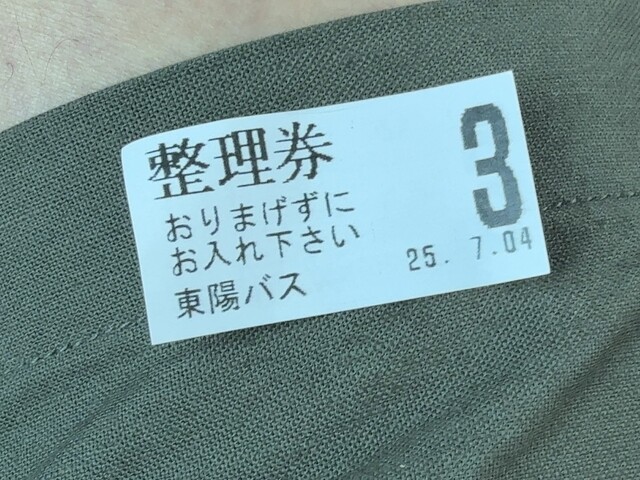 整理券
3
おりまげずに
お入れ下さい
25. 7.04
東陽バス